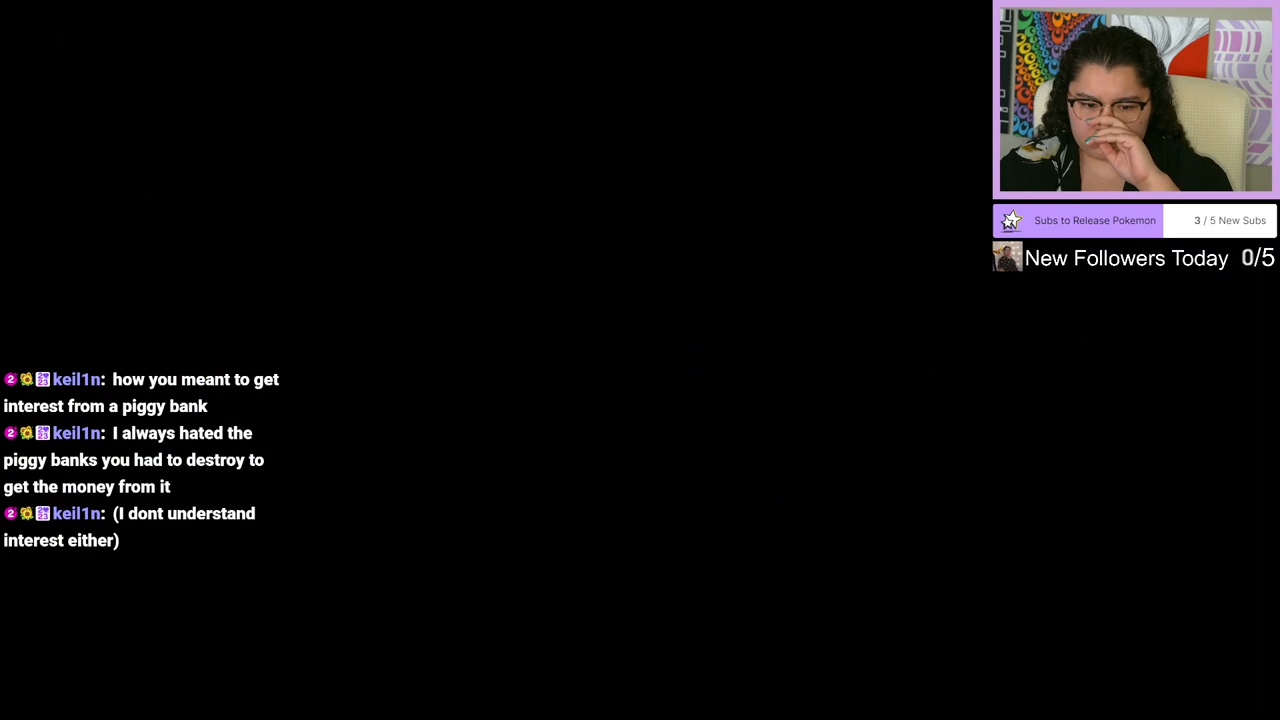 Subs to Release Pokemon 3 / 5 New Subs
New Followers Today 0/5
keil1n: how you meant to get
interest from a piggy bank
keil1n: I always hated the
piggy banks you had to destroy to
get the money from it
keil1n: (I dont understand
interest either)